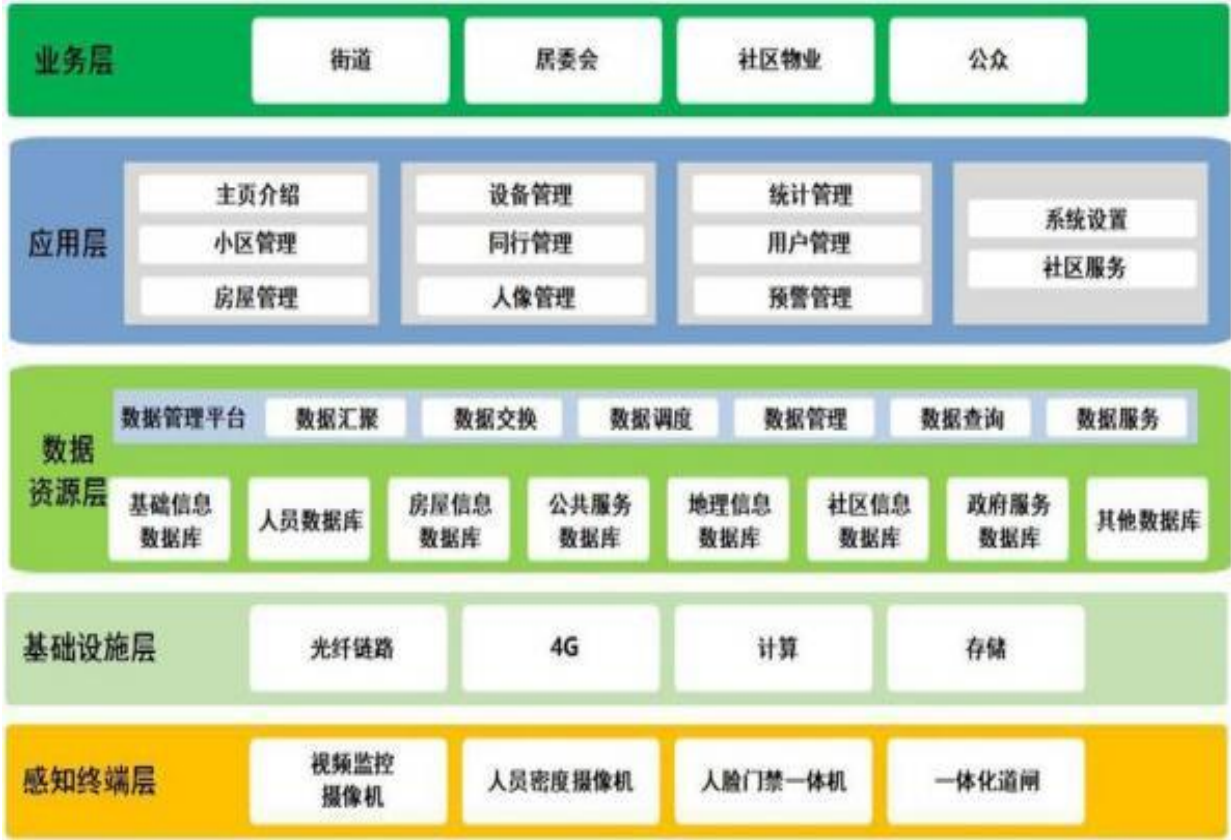 业务层
街道
居委会
社区物业
公众
应用层
主页介绍
小区管理
房屋管理
设备管理
同行管理
人像管理
统计管理
用户管理
预警管理
系统设置
社区服务
数据
资源层
数据管理平台
数据汇聚
数据交换
数据调度
数据管理
数据查询
数据服务
基础信息
数据库
人员数据库
房屋信息
数据库
公共服务
数据库
地理信息
数据库
社区信息
数据库
政府服务
数据库
其他数据库
基础设施层
光纤链路
4G
计算
存储
感知终端层
视频监控
摄像机
人员密度摄像机
人脸门禁一体机
一体化道闸